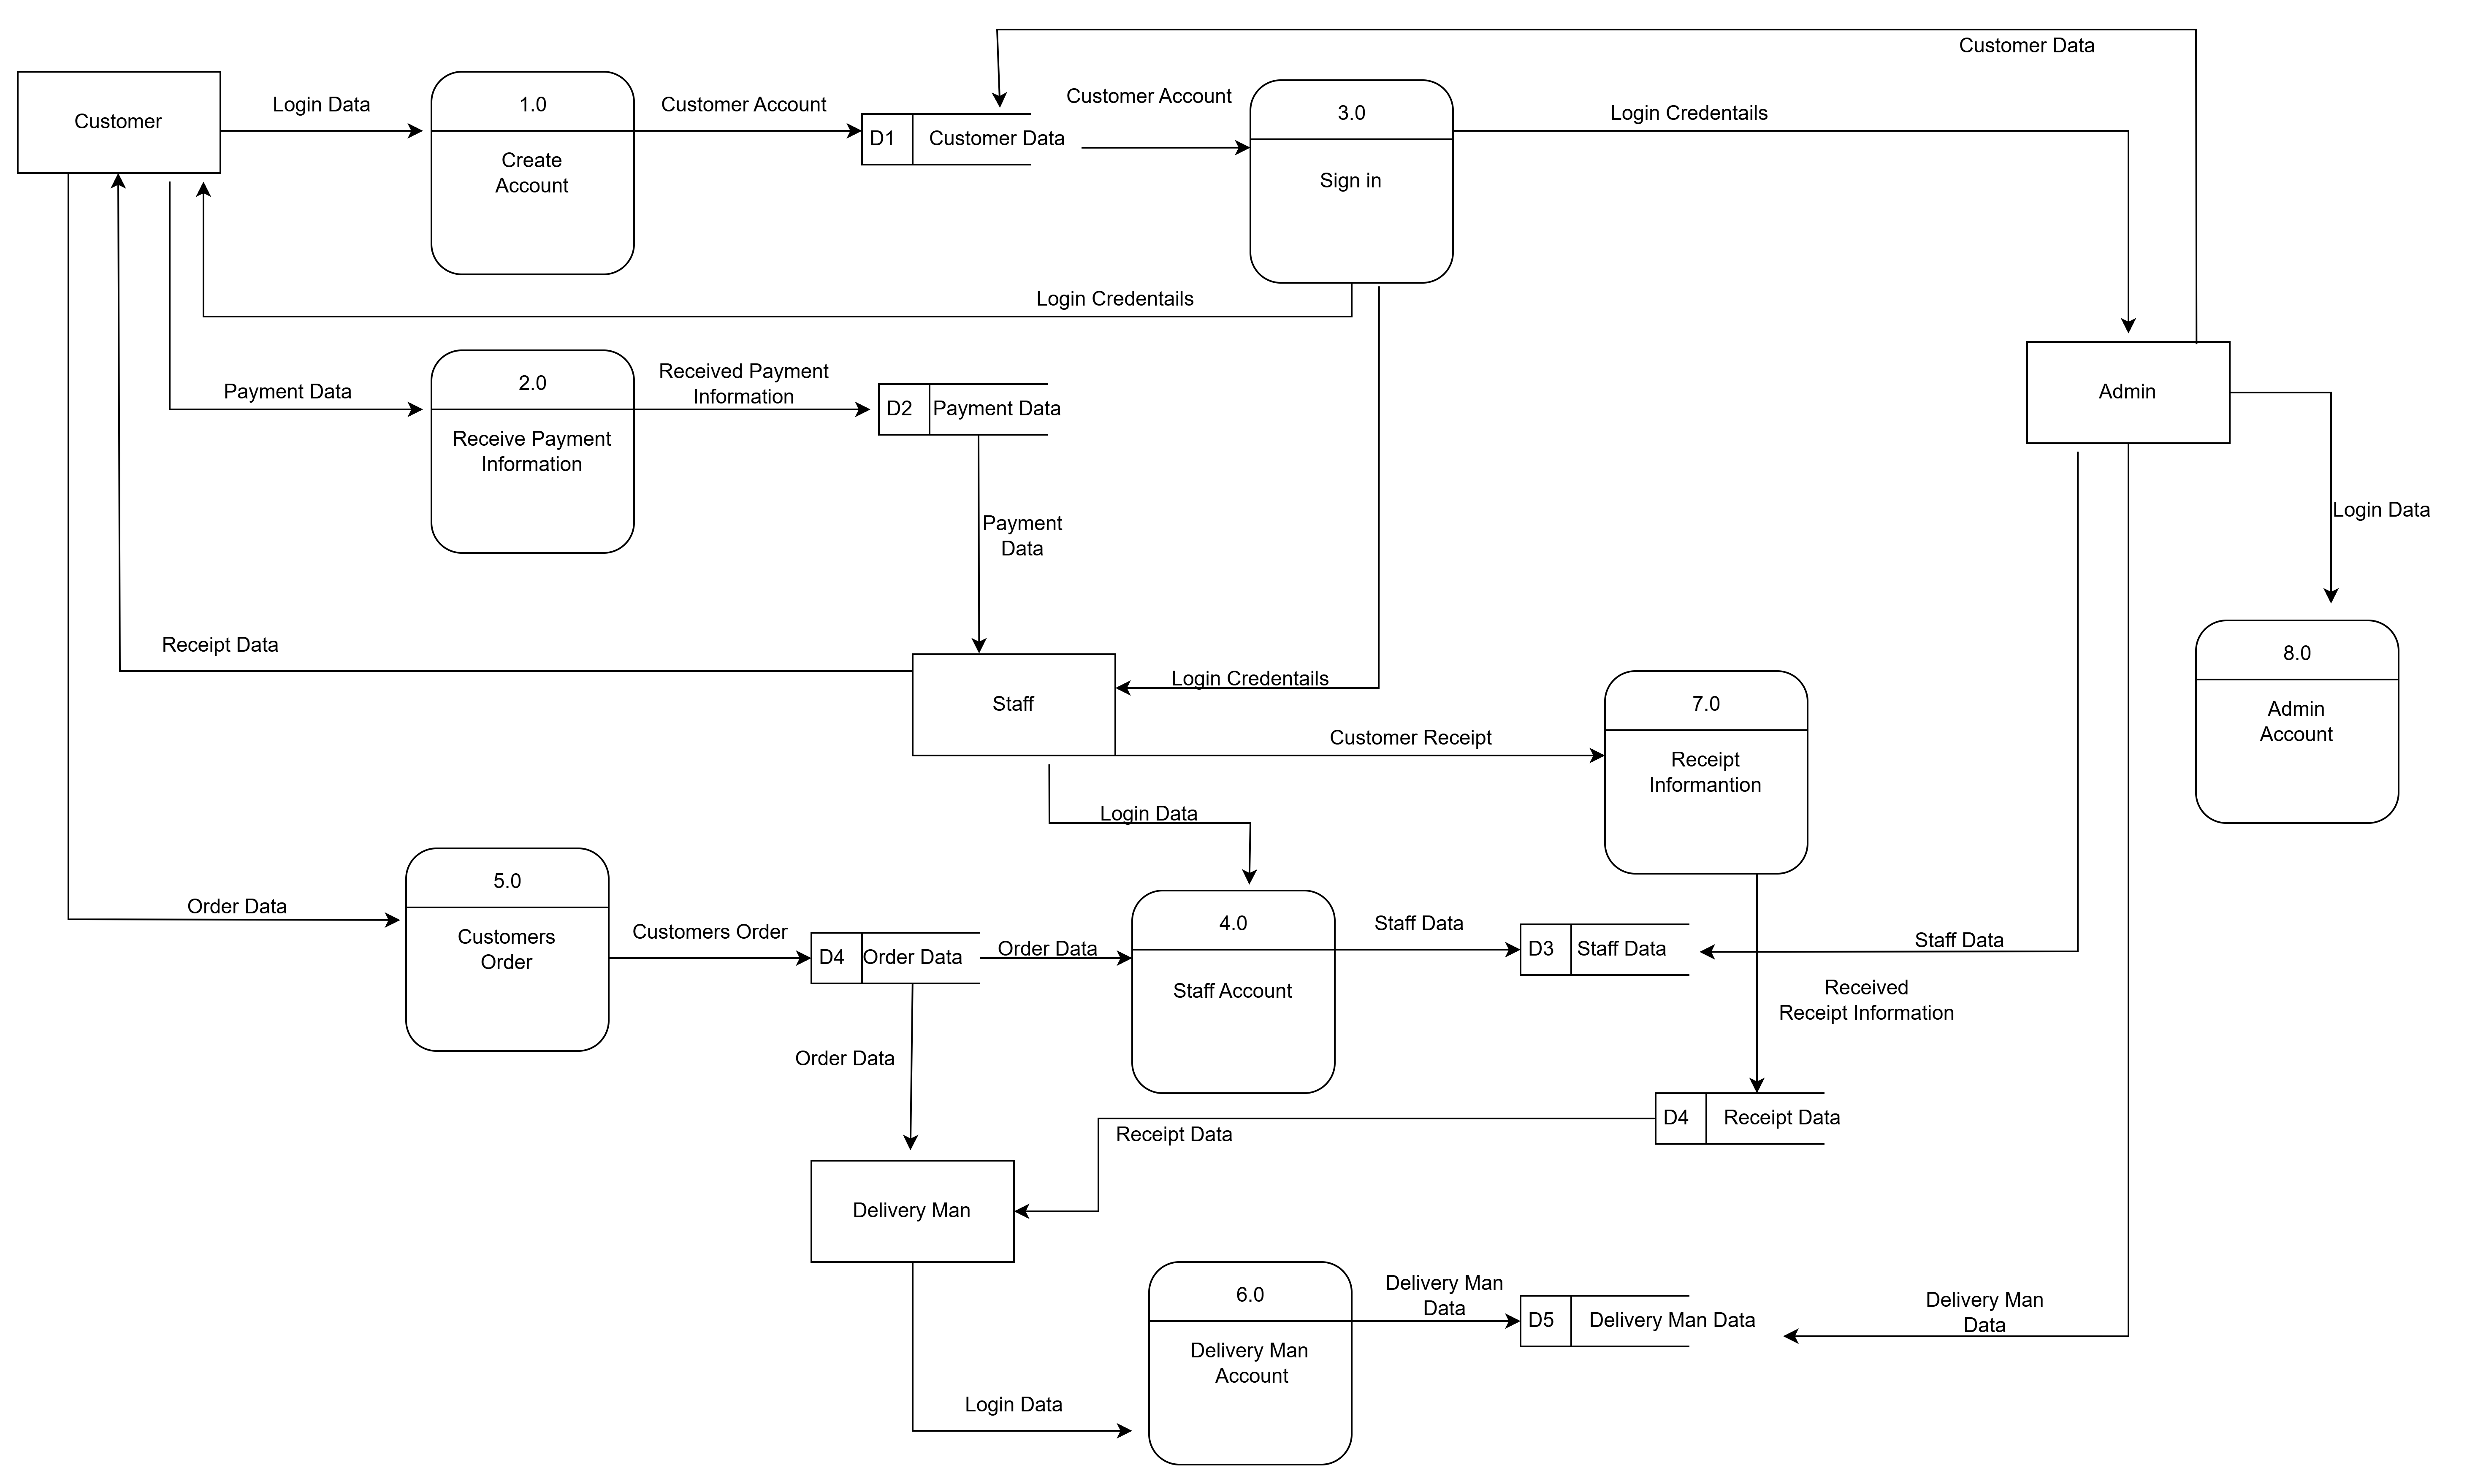 Customer Data
Customer
Login Data
1.0
Create
Account
Customer Account
D1
Customer Data
Customer Account
3.0
Sign in
Login Credentails
Login Credentails
Payment Data
2.0
Receive Payment
Information
Received Payment
Information
D2
Payment Data
Admin
Payment
Data
Login Data
Receipt Data
Staff
Login Credentails
Customer Receipt
7.0
Receipt
Informantion
8.0
Admin
Account
Login Data
Order Data
5.0
Customers
Order
Customers Order
D4
Order Data
Order Data
4.0
Staff Account
Staff Data
D3
Staff Data
Staff Data
Received
Receipt Information
Order Data
D4
Receipt Data
Receipt Data
Delivery Man
6.0
Delivery Man
Account
Delivery Man
Data
D5
Delivery Man Data
Delivery Man
Data
Login Data